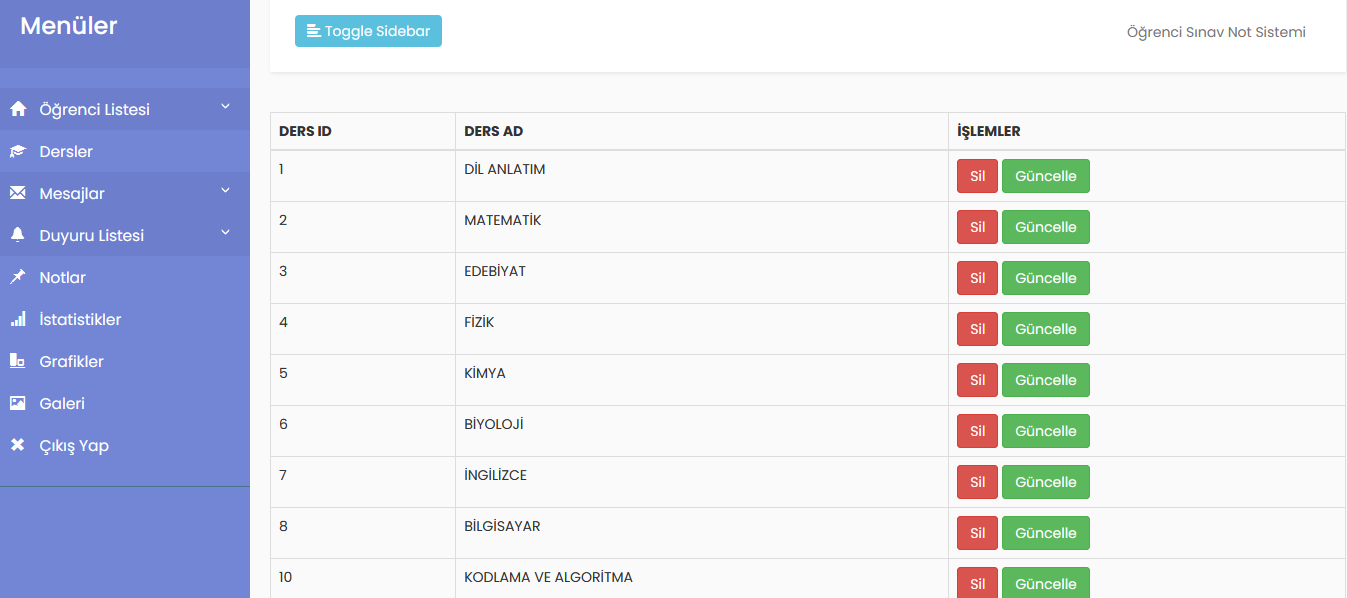 Menüler
Toggle Sidebar
Öğrenci Sınav Not Sistemi
Öğrenci Listesi
Dersler
Mesajlar
Duyuru Listesi
Notlar
İstatistikler
Grafikler
Galeri
Çıkış Yap
DERS ID DERS AD İŞLEMLER
1 DİL ANLATIM Sil Güncelle
2 MATEMATİK Sil Güncelle
3 EDEBİYAT Sil Güncelle
4 FİZİK Sil Güncelle
5 KİMYA Sil Güncelle
6 BİYOLOJİ Sil Güncelle
7 İNGİLİZCE Sil Güncelle
8 BİLGİSAYAR Sil Güncelle
10 KODLAMA VE ALGORİTMA Sil Güncelle